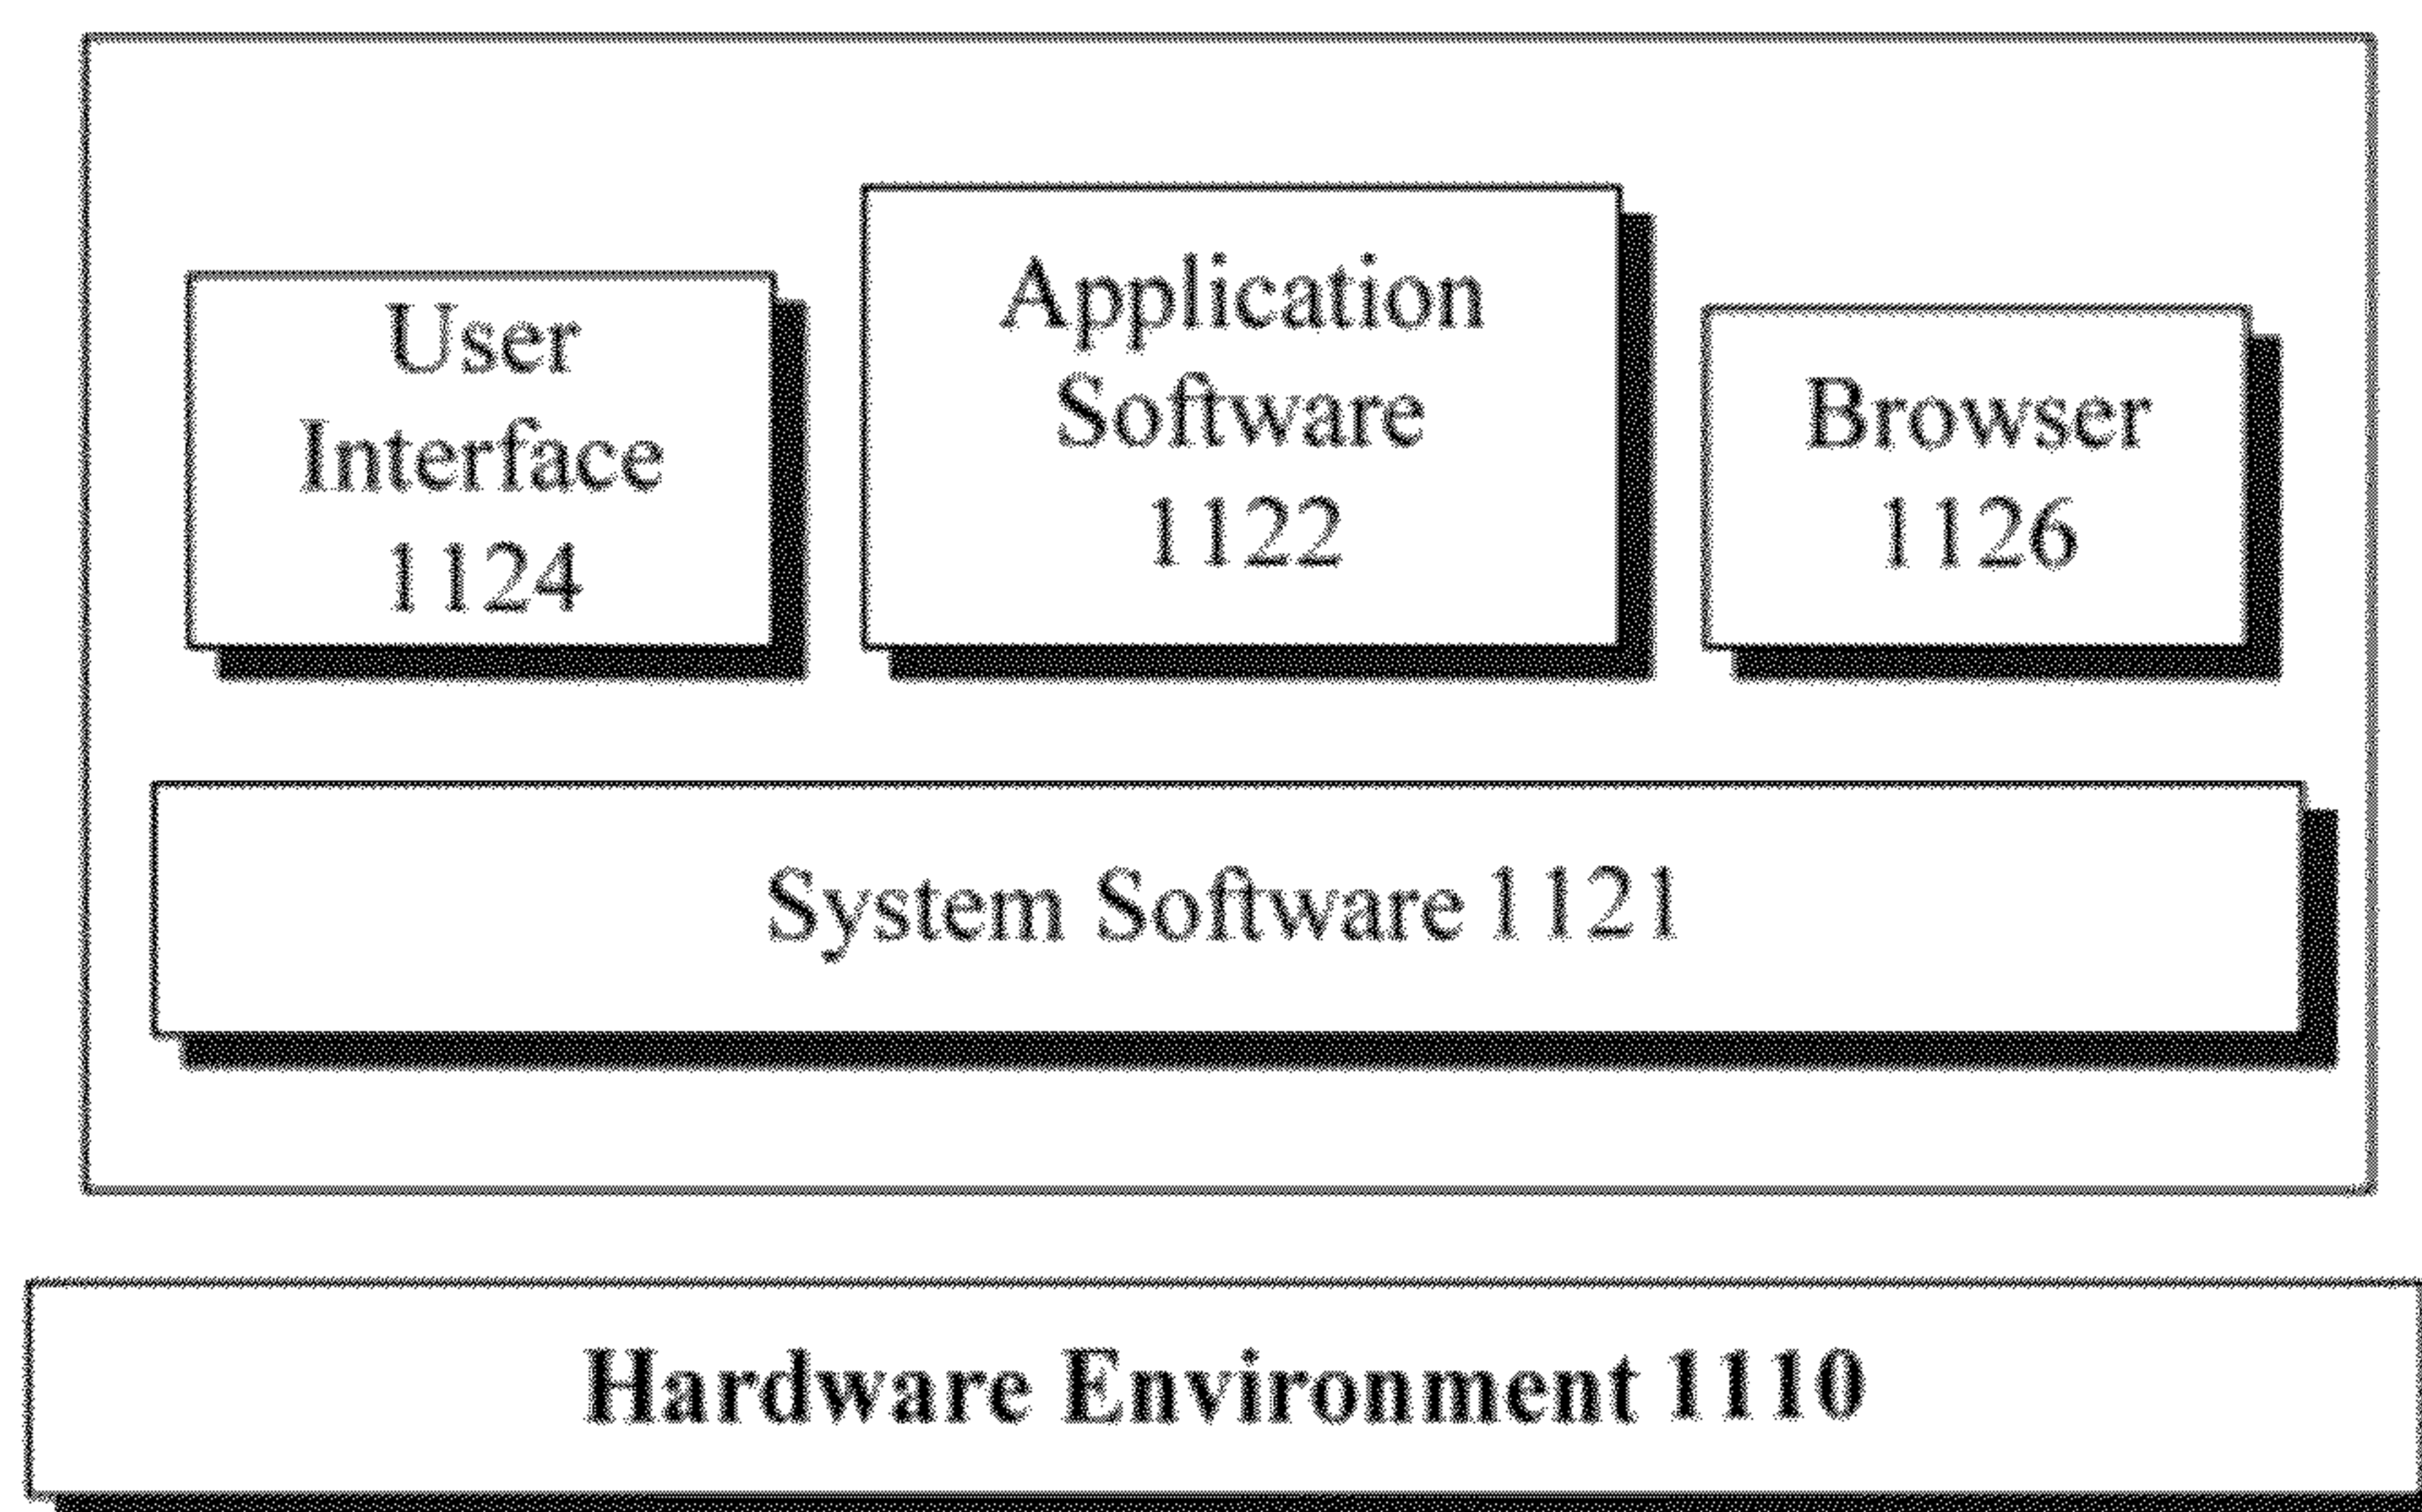 User
Interface
1124
Application
Software
1122
Browser
1126
System Software 1121
Hardware Environment 1110